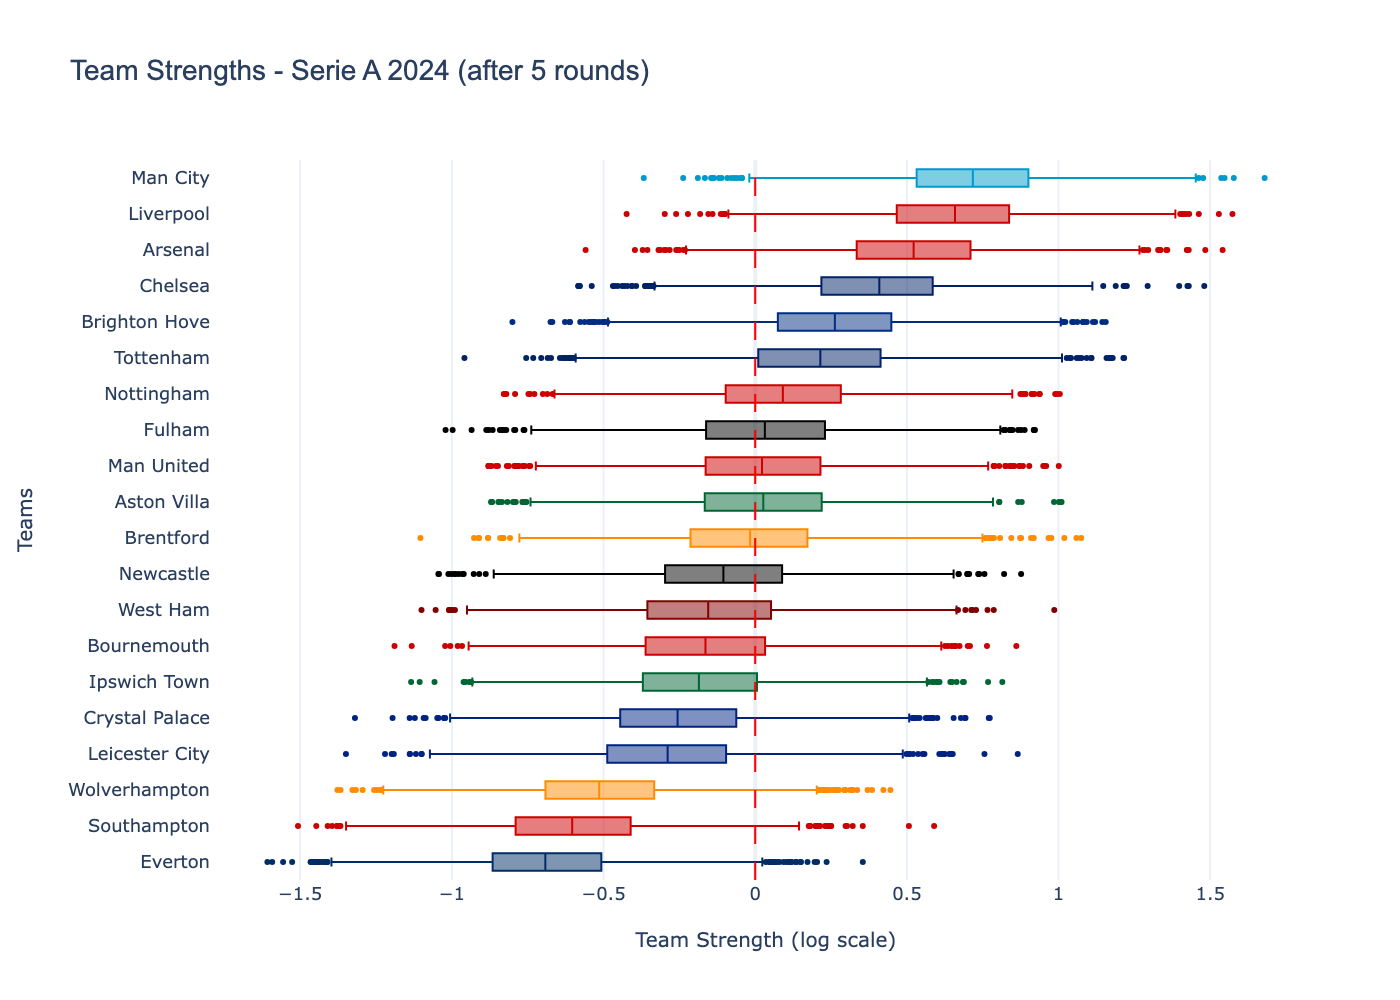 Team Strengths - Serie A 2024 (after 5 rounds)
Man City
Liverpool
Arsenal
Chelsea
Brighton Hove
Tottenham
Nottingham
Fulham
Man United
Aston Villa
Brentford
Newcastle
West Ham
Bournemouth
Ipswich Town
Crystal Palace
Leicester City
Wolverhampton
Southampton
Everton
Teams
−1.5 −1 −0.5 0 0.5 1 1.5
Team Strength (log scale)